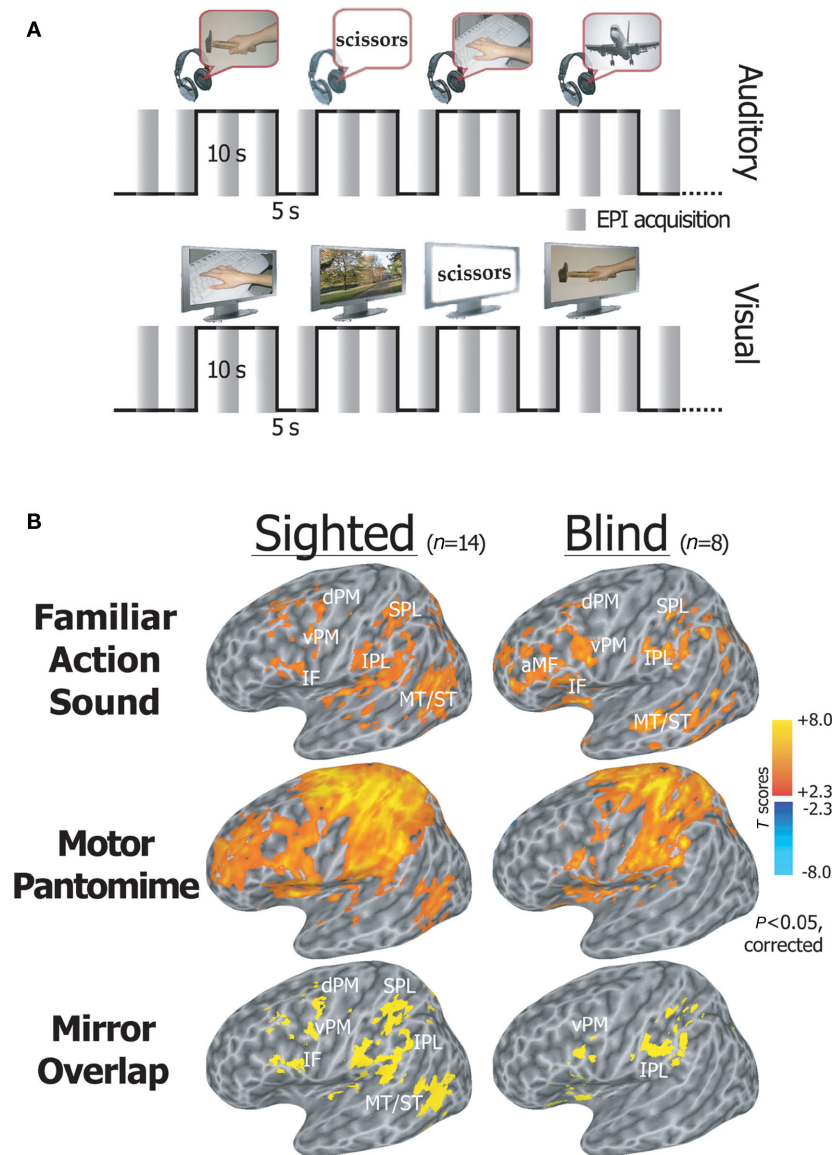 A
scissors
10 s
5 s
Auditory
EPI acquisition
scissors
10 s
5 s
Visual
B
Sighted (n=14)
Blind (n=8)
Familiar
Action
Sound
dPM
SPL
vPM
IPL
IF
MT/ST
dPM
SPL
vPM
aMF
IPL
IF
MT/ST
Motor
Pantomime
+8.0
+2.3
-2.3
-8.0
T scores
P<0.05,
corrected
Mirror
Overlap
dPM
SPL
vPM
IPL
IF
MT/ST
vPM
IPL